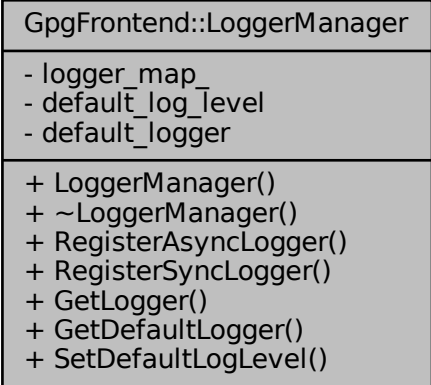 GpgFrontend::LoggerManager
- logger_map_
- default_log_level
- default_logger
+ LoggerManager()
+ ~LoggerManager()
+ RegisterAsyncLogger()
+ RegisterSyncLogger()
+ GetLogger()
+ GetDefaultLogger()
+ SetDefaultLogLevel()